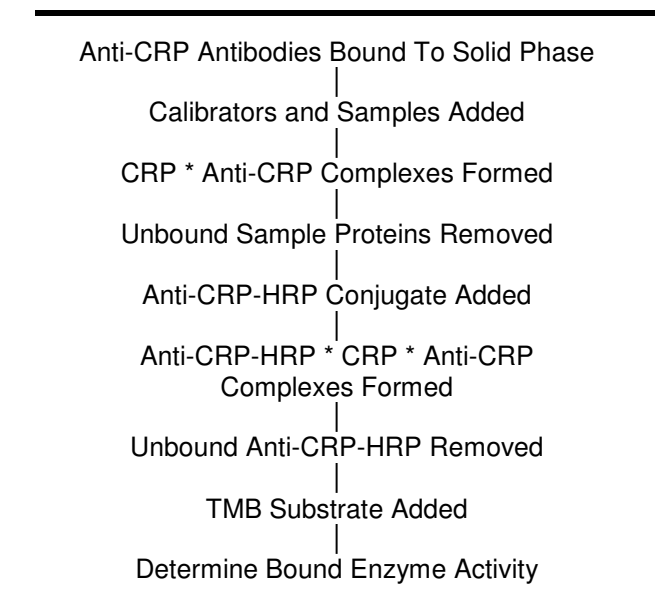 Anti-CRP Antibodies Bound To Solid Phase
Calibrators and Samples Added
CRP * Anti-CRP Complexes Formed
Unbound Sample Proteins Removed
Anti-CRP-HRP Conjugate Added
Anti-CRP-HRP * CRP * Anti-CRP
Complexes Formed
Unbound Anti-CRP-HRP Removed
TMB Substrate Added
Determine Bound Enzyme Activity